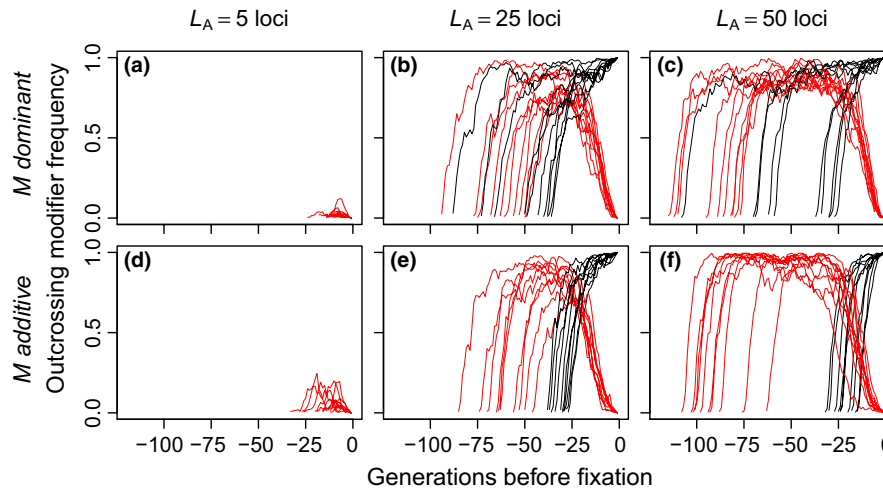 L_A = 5 loci L_A = 25 loci L_A = 50 loci
M dominant
M additive
Outcrossing modifier frequency
(a) (b) (c)
1.0
0.5
0.0
(d) (e) (f)
1.0
0.5
0.0
−100 −75 −50 −25 0 −100 −75 −50 −25 0 −100 −75 −50 −25 0
Generations before fixation